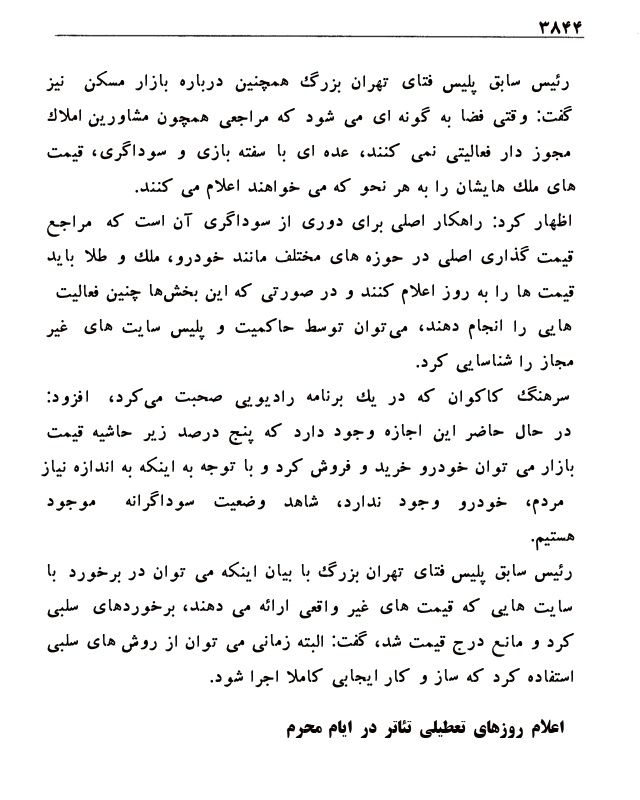 ۳۸۴۴
رئیس سابق پلیس فتای تهران بزرگ همچنین درباره بازار مسکن نیز
گفت: وقتی فضا به گونه ای می شود که مراجعی همچون مشاورین املاک
مجوز دار فعالیتی نمی کنند، عده ای با سفته بازی و سوداگری، قیمت
های ملک هایشان را به هر نحو که می خواهند اعلام می کنند.
اظهار کرد: راهکار اصلی برای دوری از سوداگری آن است که مراجع
قیمت گذاری اصلی در حوزه های مختلف مانند خودرو، ملک و طلا باید
قیمت ها را به روز اعلام کنند و در صورتی که این بخش‌ها چنین فعالیت
هایی را انجام دهند، می‌توان توسط حاکمیت و پلیس سایت های غیر
مجاز را شناسایی کرد.
سرهنگ کاکوان که در یک برنامه رادیویی صحبت می‌کرد، افزود:
در حال حاضر این اجازه وجود دارد که پنج درصد زیر حاشیه قیمت
بازار می توان خودرو خرید و فروش کرد و با توجه به اینکه به اندازه نیاز
مردم، خودرو وجود ندارد، شاهد وضعیت سوداگرانه موجود
هستیم.
رئیس سابق پلیس فتای تهران بزرگ با بیان اینکه می توان در برخورد با
سایت هایی که قیمت های غیر واقعی ارائه می دهند، برخوردهای سلبی
کرد و مانع درج قیمت شد، گفت: البته زمانی می توان از روش های سلبی
استفاده کرد که ساز و کار ایجابی کاملا اجرا شود.
اعلام روزهای تعطیلی تئاتر در ایام محرم